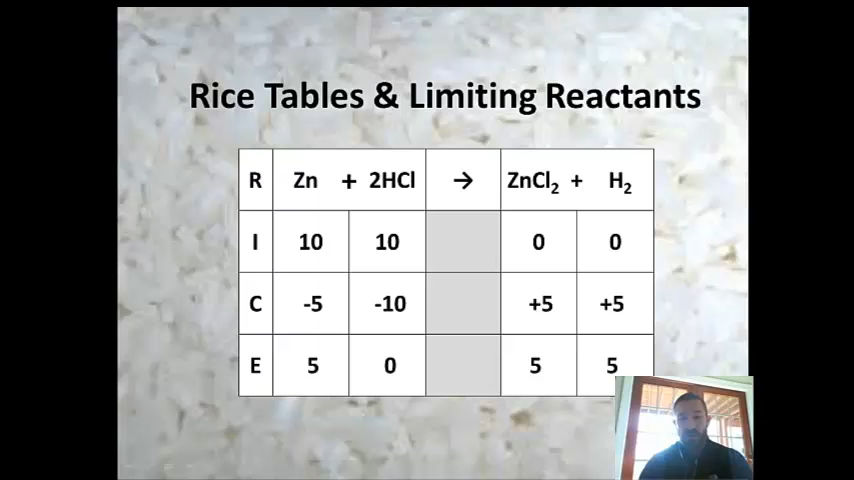 Rice Tables & Limiting Reactants
R Zn + 2HCl → ZnCl₂ + H₂
I 10 10 0 0
C -5 -10 +5 +5
E 5 0 5 5